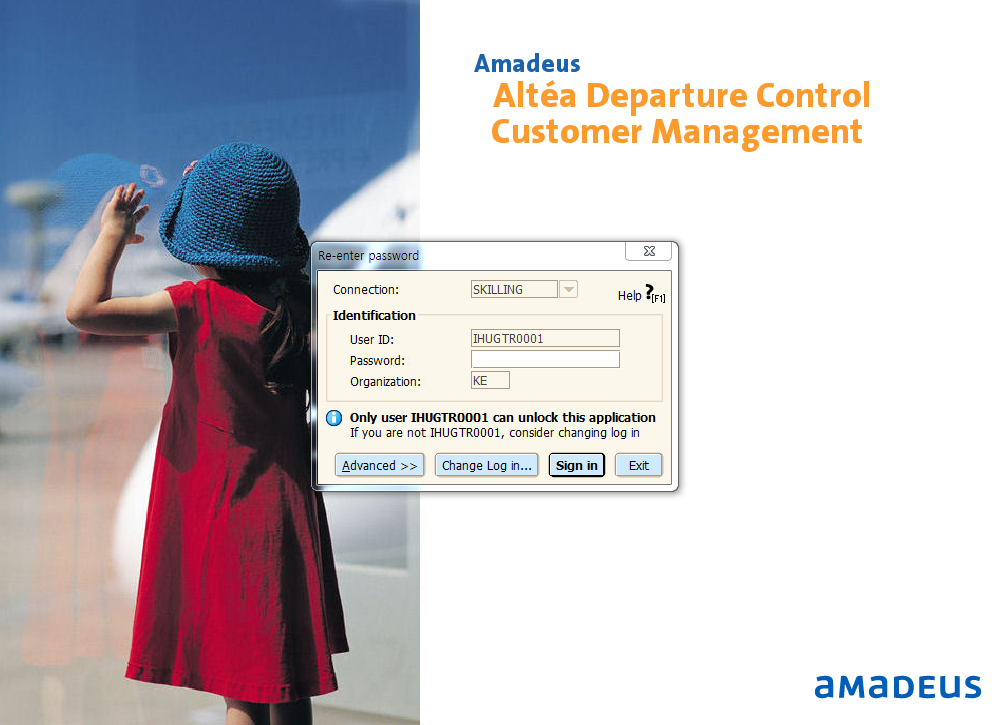 Amadeus
Altéa Departure Control
Customer Management
Re-enter password
Connection: SKILLING
Help ?[F1]
Identification
User ID: IHUGTR0001
Password:
Organization: KE
Only user IHUGTR0001 can unlock this application
If you are not IHUGTR0001, consider changing log in
Advanced >> Change Log in... Sign in Exit
amadeus